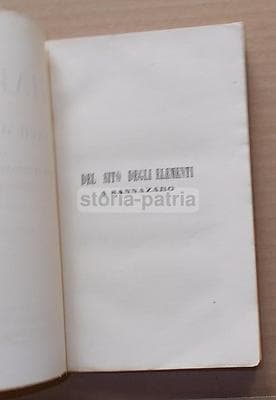 DEL SITO DEGLI ELEMENTI
A SANNAZARO
storia-patria